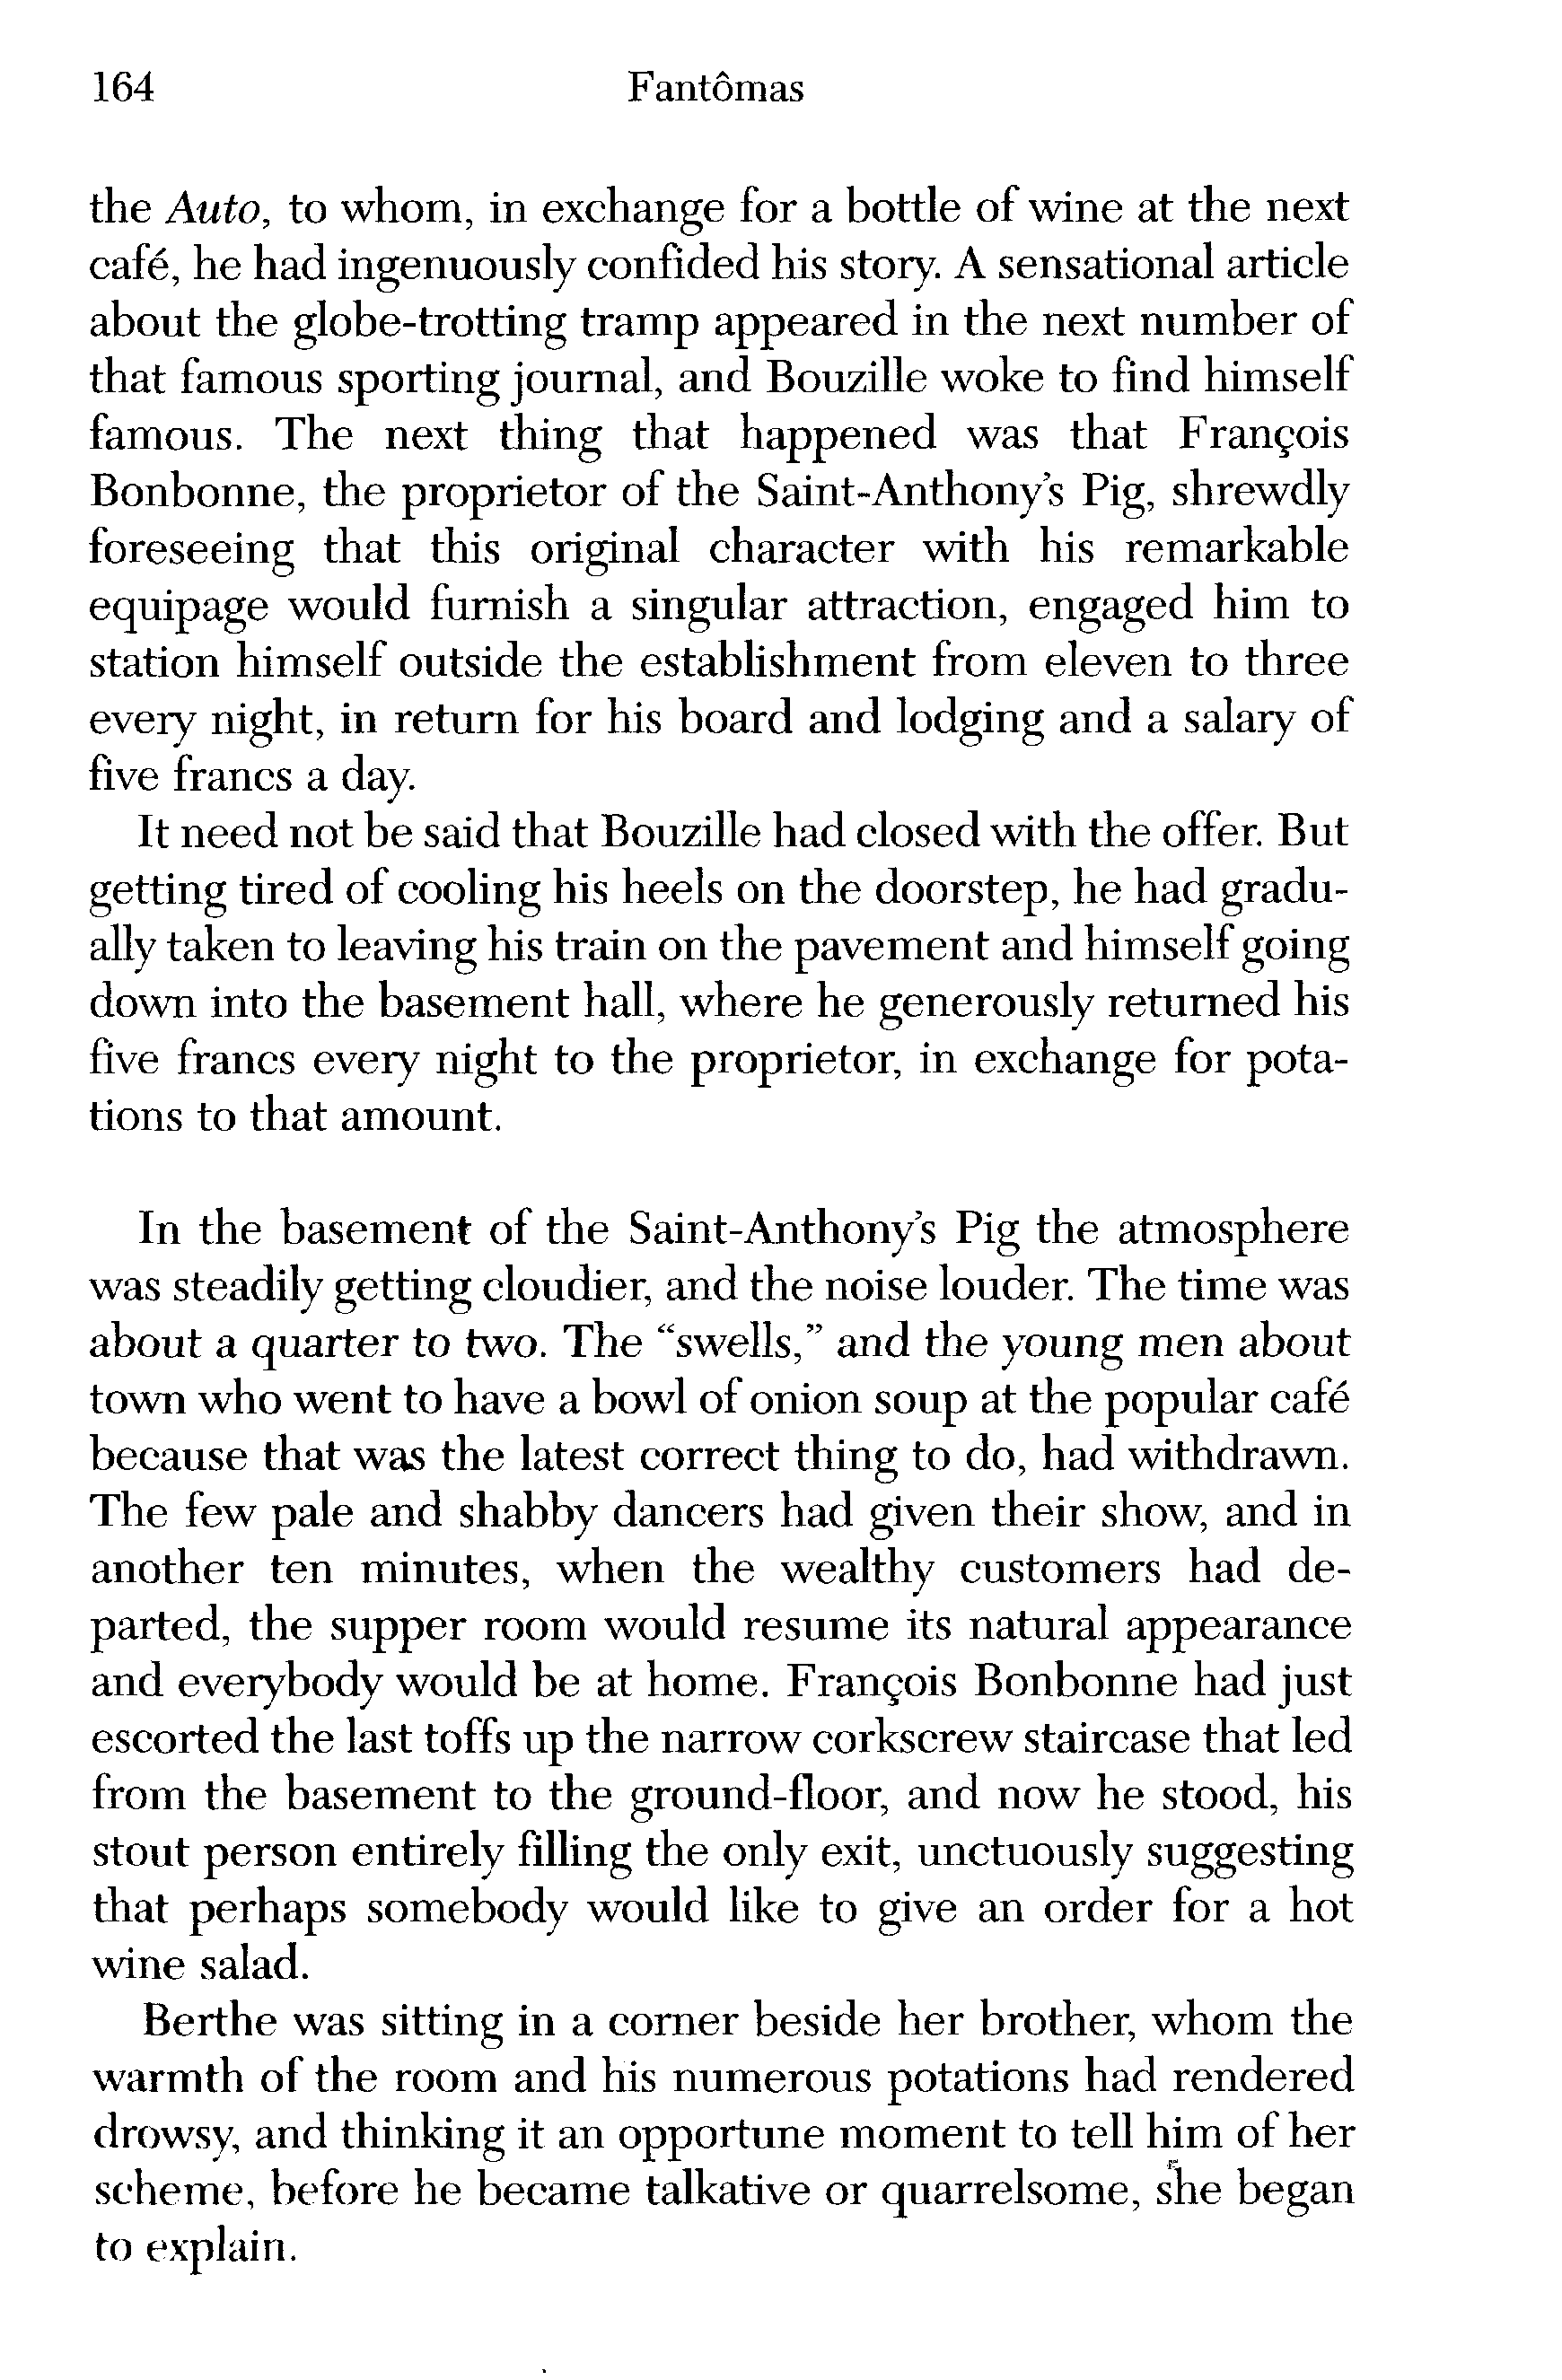 164 Fantômas
the Auto, to whom, in exchange for a bottle of wine at the next
café, he had ingenuously confided his story. A sensational article
about the globe-trotting tramp appeared in the next number of
that famous sporting journal, and Bouzille woke to find himself
famous. The next thing that happened was that François
Bonbonne, the proprietor of the Saint-Anthony's Pig, shrewdly
foreseeing that this original character with his remarkable
equipage would furnish a singular attraction, engaged him to
station himself outside the establishment from eleven to three
every night, in return for his board and lodging and a salary of
five francs a day.
It need not be said that Bouzille had closed with the offer. But
getting tired of cooling his heels on the doorstep, he had gradu-
ally taken to leaving his train on the pavement and himself going
down into the basement hall, where he generously returned his
five francs every night to the proprietor, in exchange for pota-
tions to that amount.
In the basement of the Saint-Anthony's Pig the atmosphere
was steadily getting cloudier, and the noise louder. The time was
about a quarter to two. The “swells,” and the young men about
town who went to have a bowl of onion soup at the popular café
because that was the latest correct thing to do, had withdrawn.
The few pale and shabby dancers had given their show, and in
another ten minutes, when the wealthy customers had de-
parted, the supper room would resume its natural appearance
and everybody would be at home. François Bonbonne had just
escorted the last toffs up the narrow corkscrew staircase that led
from the basement to the ground-floor, and now he stood, his
stout person entirely filling the only exit, unctuously suggesting
that perhaps somebody would like to give an order for a hot
wine salad.
Berthe was sitting in a corner beside her brother, whom the
warmth of the room and his numerous potations had rendered
drowsy, and thinking it an opportune moment to tell him of her
scheme, before he became talkative or quarrelsome, she began
to explain.